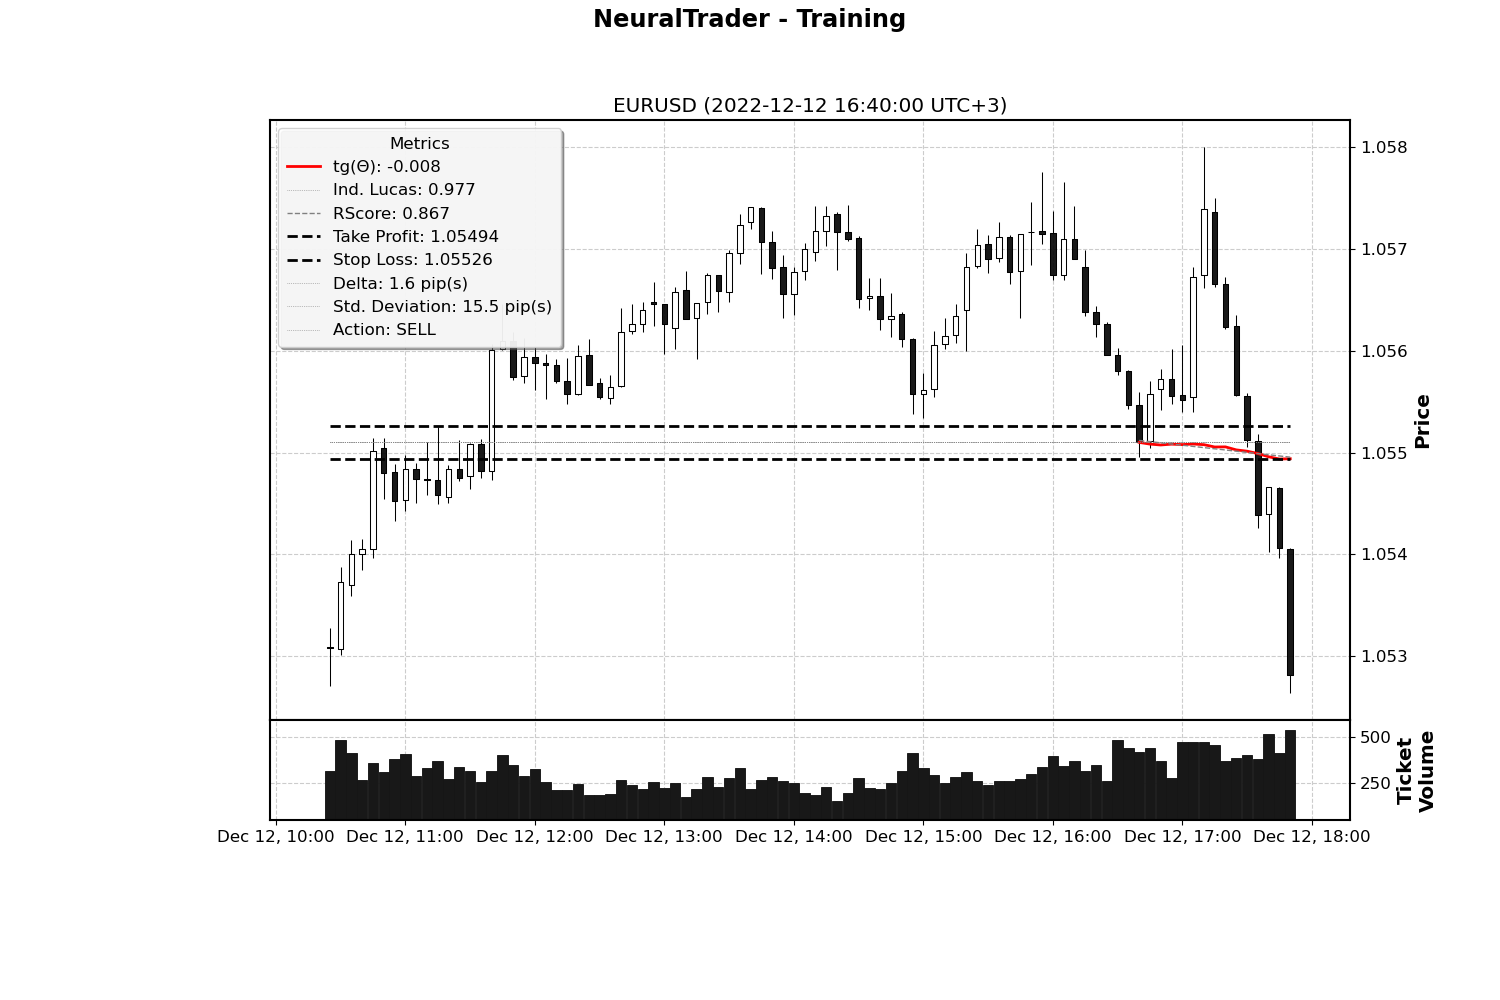 NeuralTrader - Training
EURUSD (2022-12-12 16:40:00 UTC+3)
Metrics
tg(Θ): -0.008
Ind. Lucas: 0.977
RScore: 0.867
Take Profit: 1.05494
Stop Loss: 1.05526
Delta: 1.6 pip(s)
Std. Deviation: 15.5 pip(s)
Action: SELL
1.058
1.057
1.056
1.055
1.054
1.053
Price
500
250
Ticket
Volume
Dec 12, 10:00 Dec 12, 11:00 Dec 12, 12:00 Dec 12, 13:00 Dec 12, 14:00 Dec 12, 15:00 Dec 12, 16:00 Dec 12, 17:00 Dec 12, 18:00